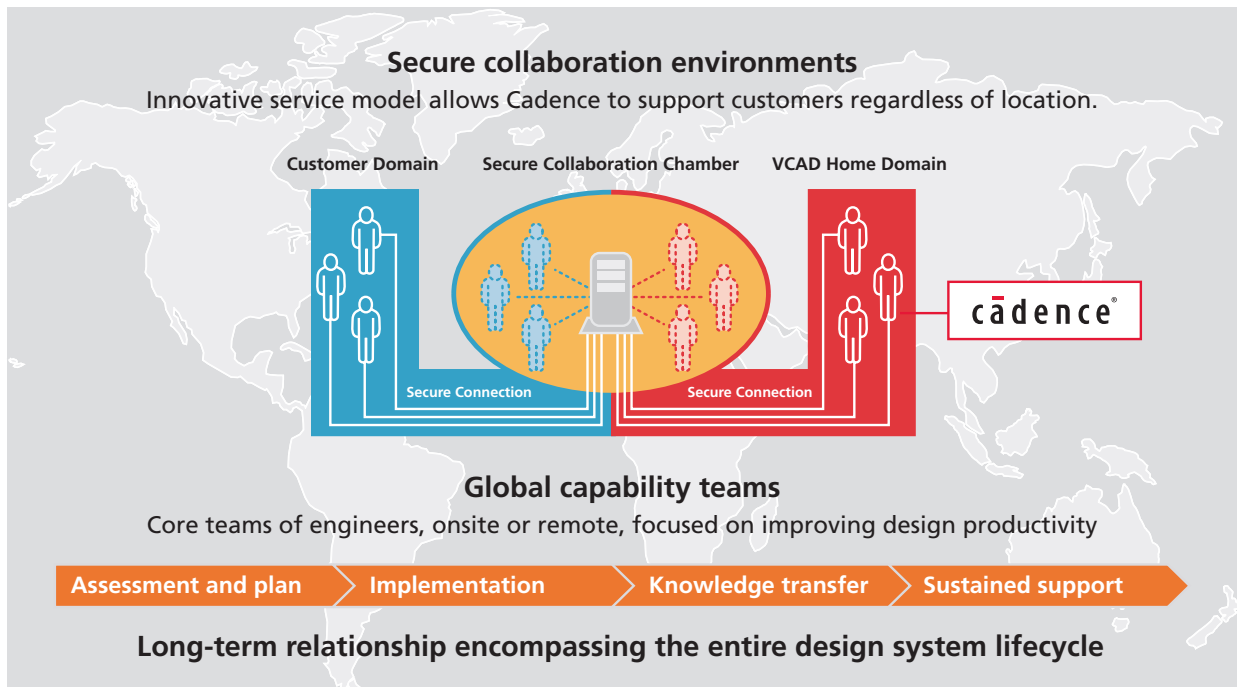 Secure collaboration environments
Innovative service model allows Cadence to support customers regardless of location.
Customer Domain
Secure Collaboration Chamber
VCAD Home Domain
cādence®
Secure Connection
Secure Connection
Global capability teams
Core teams of engineers, onsite or remote, focused on improving design productivity
Assessment and plan
Implementation
Knowledge transfer
Sustained support
Long-term relationship encompassing the entire design system lifecycle